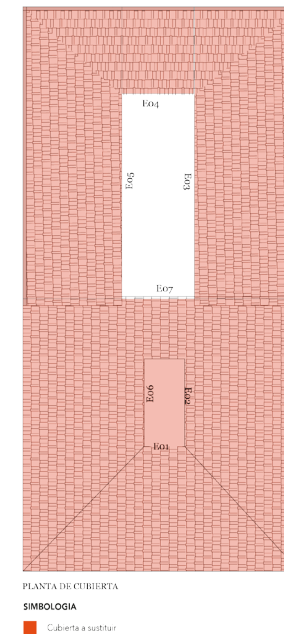 E04
E05
E03
E07
E06
E02
E01
PLANTA DE CUBIERTA
SIMBOLOGIA
Cubierta a sustituir